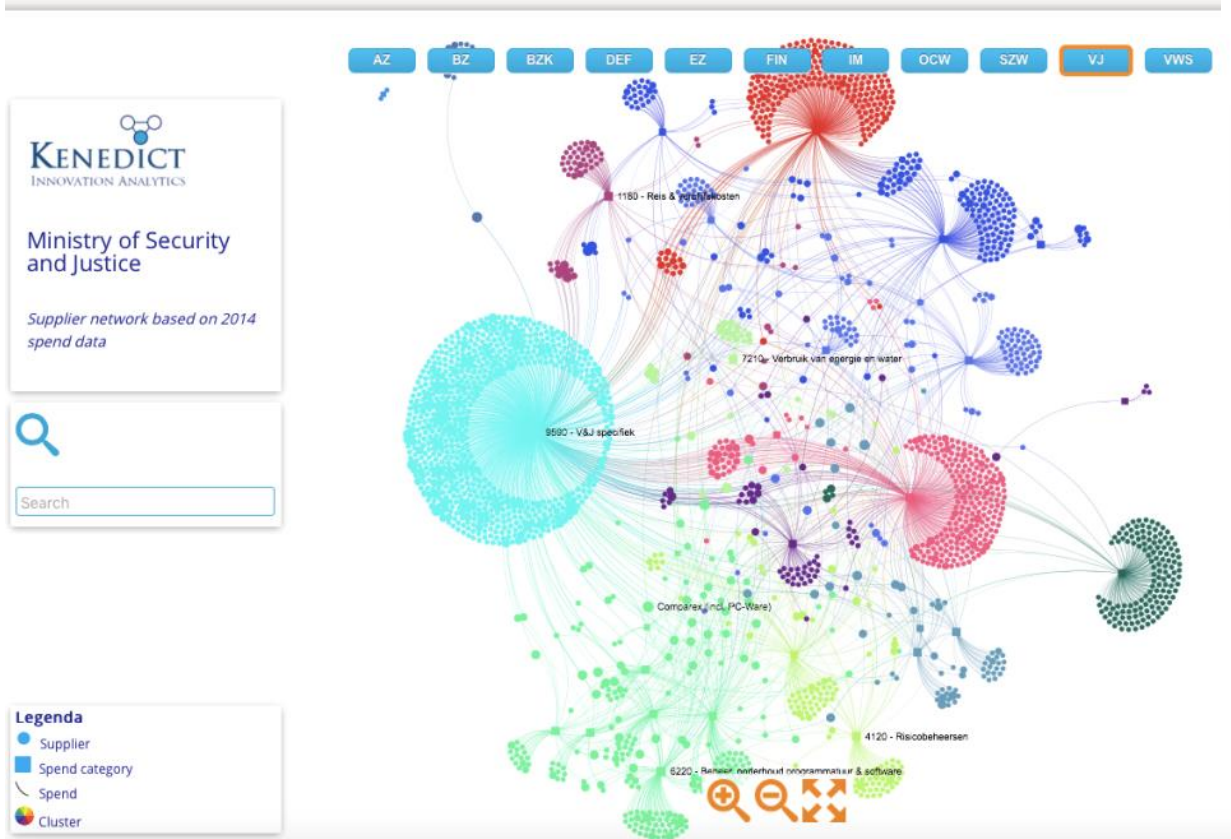 AZ BZ BZK DEF EZ FIN IM OCW SZW VJ VWS
KENEDICT
INNOVATION ANALYTICS
Ministry of Security
and Justice
Supplier network based on 2014
spend data
Search
Legenda
Supplier
Spend category
Spend
Cluster
1180 - Reis &
7210 - Verbruik van energie en water
9590 - V&J specifiek
Comparex (incl. PC-Ware)
4120 - Risicobeheersen
6220 - Beheer, onderhoud programmatuur & software